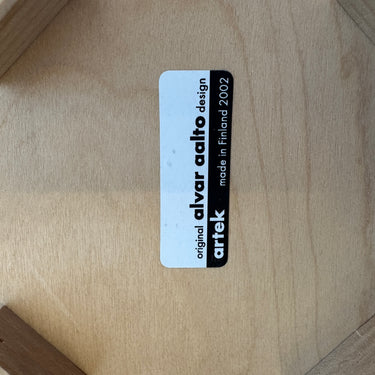 original alvar aalto design
artek made in Finland 2002